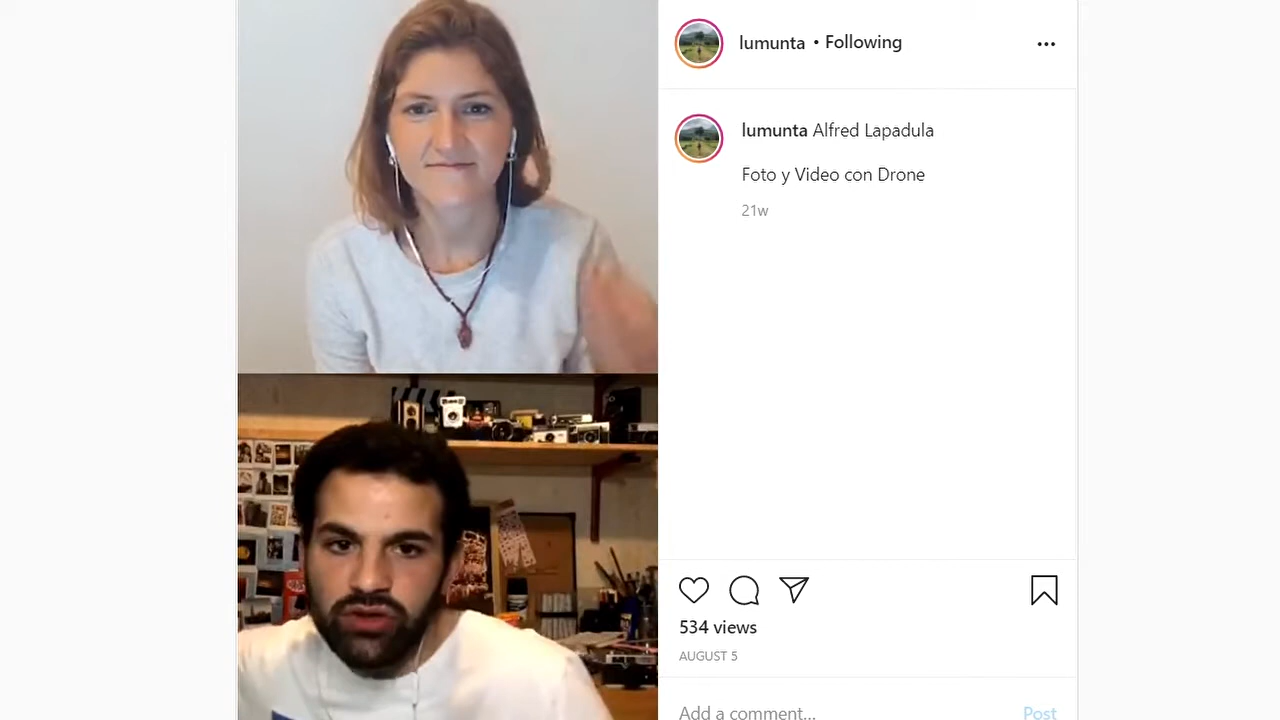 lumunta • Following
lumunta Alfred Lapadula
Foto y Video con Drone
21w
534 views
AUGUST 5
Add a comment... Post